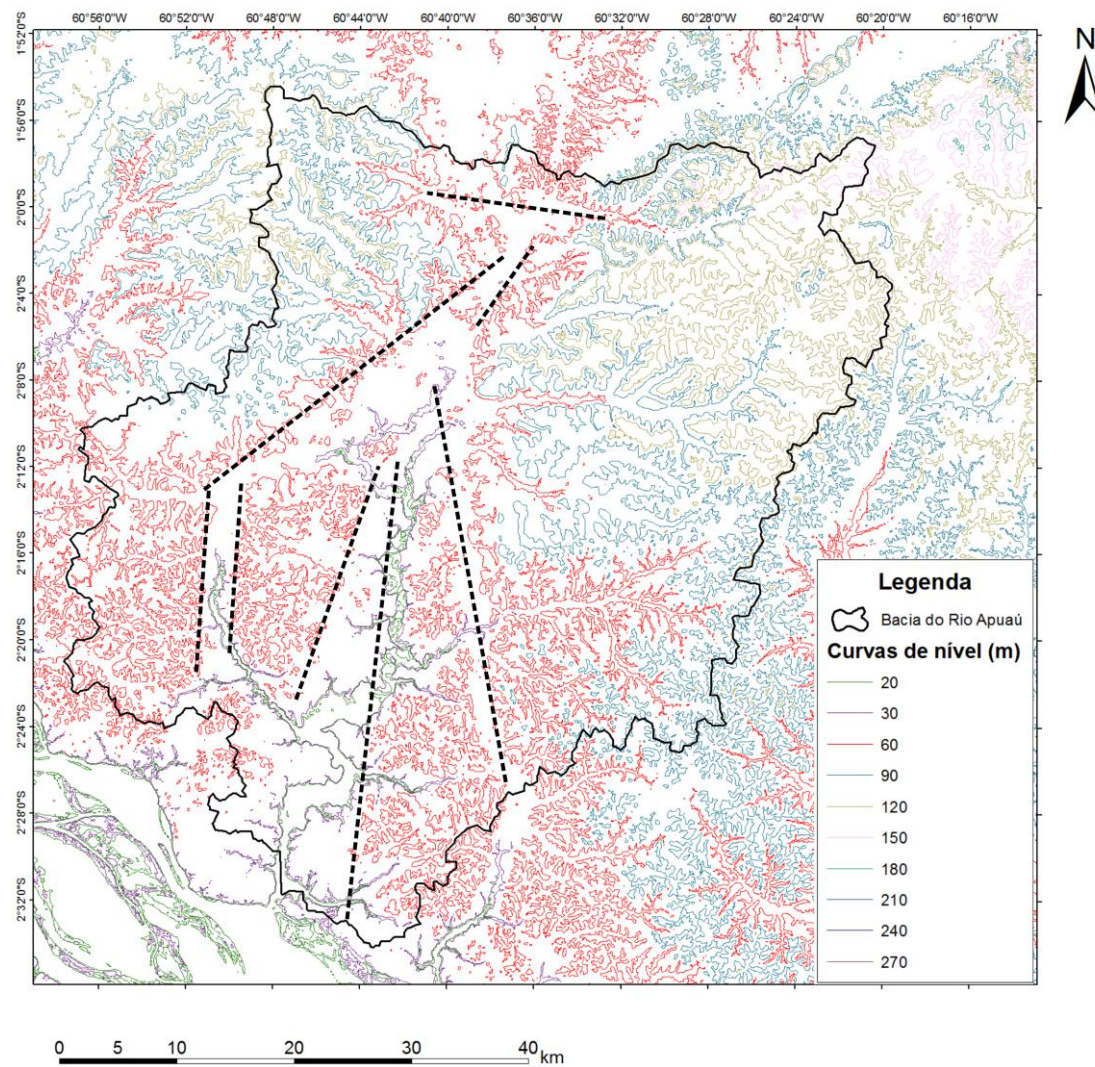 60°56'0"W 60°52'0"W 60°48'0"W 60°44'0"W 60°40'0"W 60°36'0"W 60°32'0"W 60°28'0"W 60°24'0"W 60°20'0"W 60°16'0"W
1°52'0"S
1°56'0"S
2°0'0"S
2°4'0"S
2°8'0"S
2°12'0"S
2°16'0"S
2°20'0"S
2°24'0"S
2°28'0"S
2°32'0"S
N
Legenda
Bacia do Rio Apuaú
Curvas de nível (m)
20
30
60
90
120
150
180
210
240
270
0 5 10 20 30 40 km